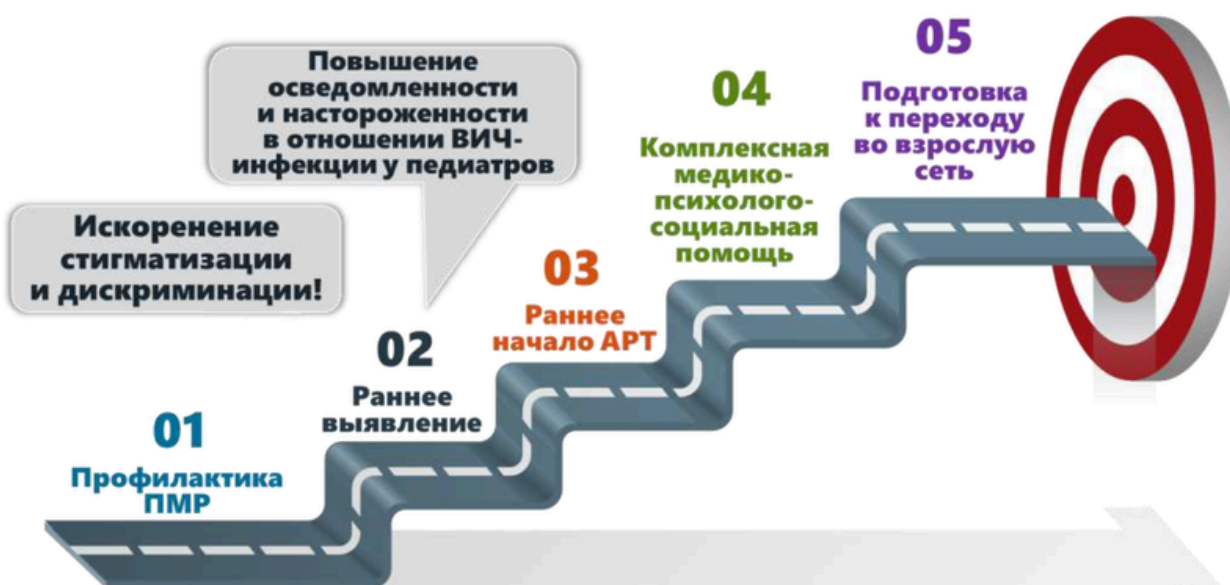 Искоренение
стигматизации
и дискриминации!
Повышение
осведомленности
и настороженности
в отношении ВИЧ-
инфекции у педиатров
01
Профилактика
ПМР
02
Раннее
выявление
03
Раннее
начало АРТ
04
Комплексная
медико-
психолого-
социальная
помощь
05
Подготовка
к переходу
во взрослую
сеть